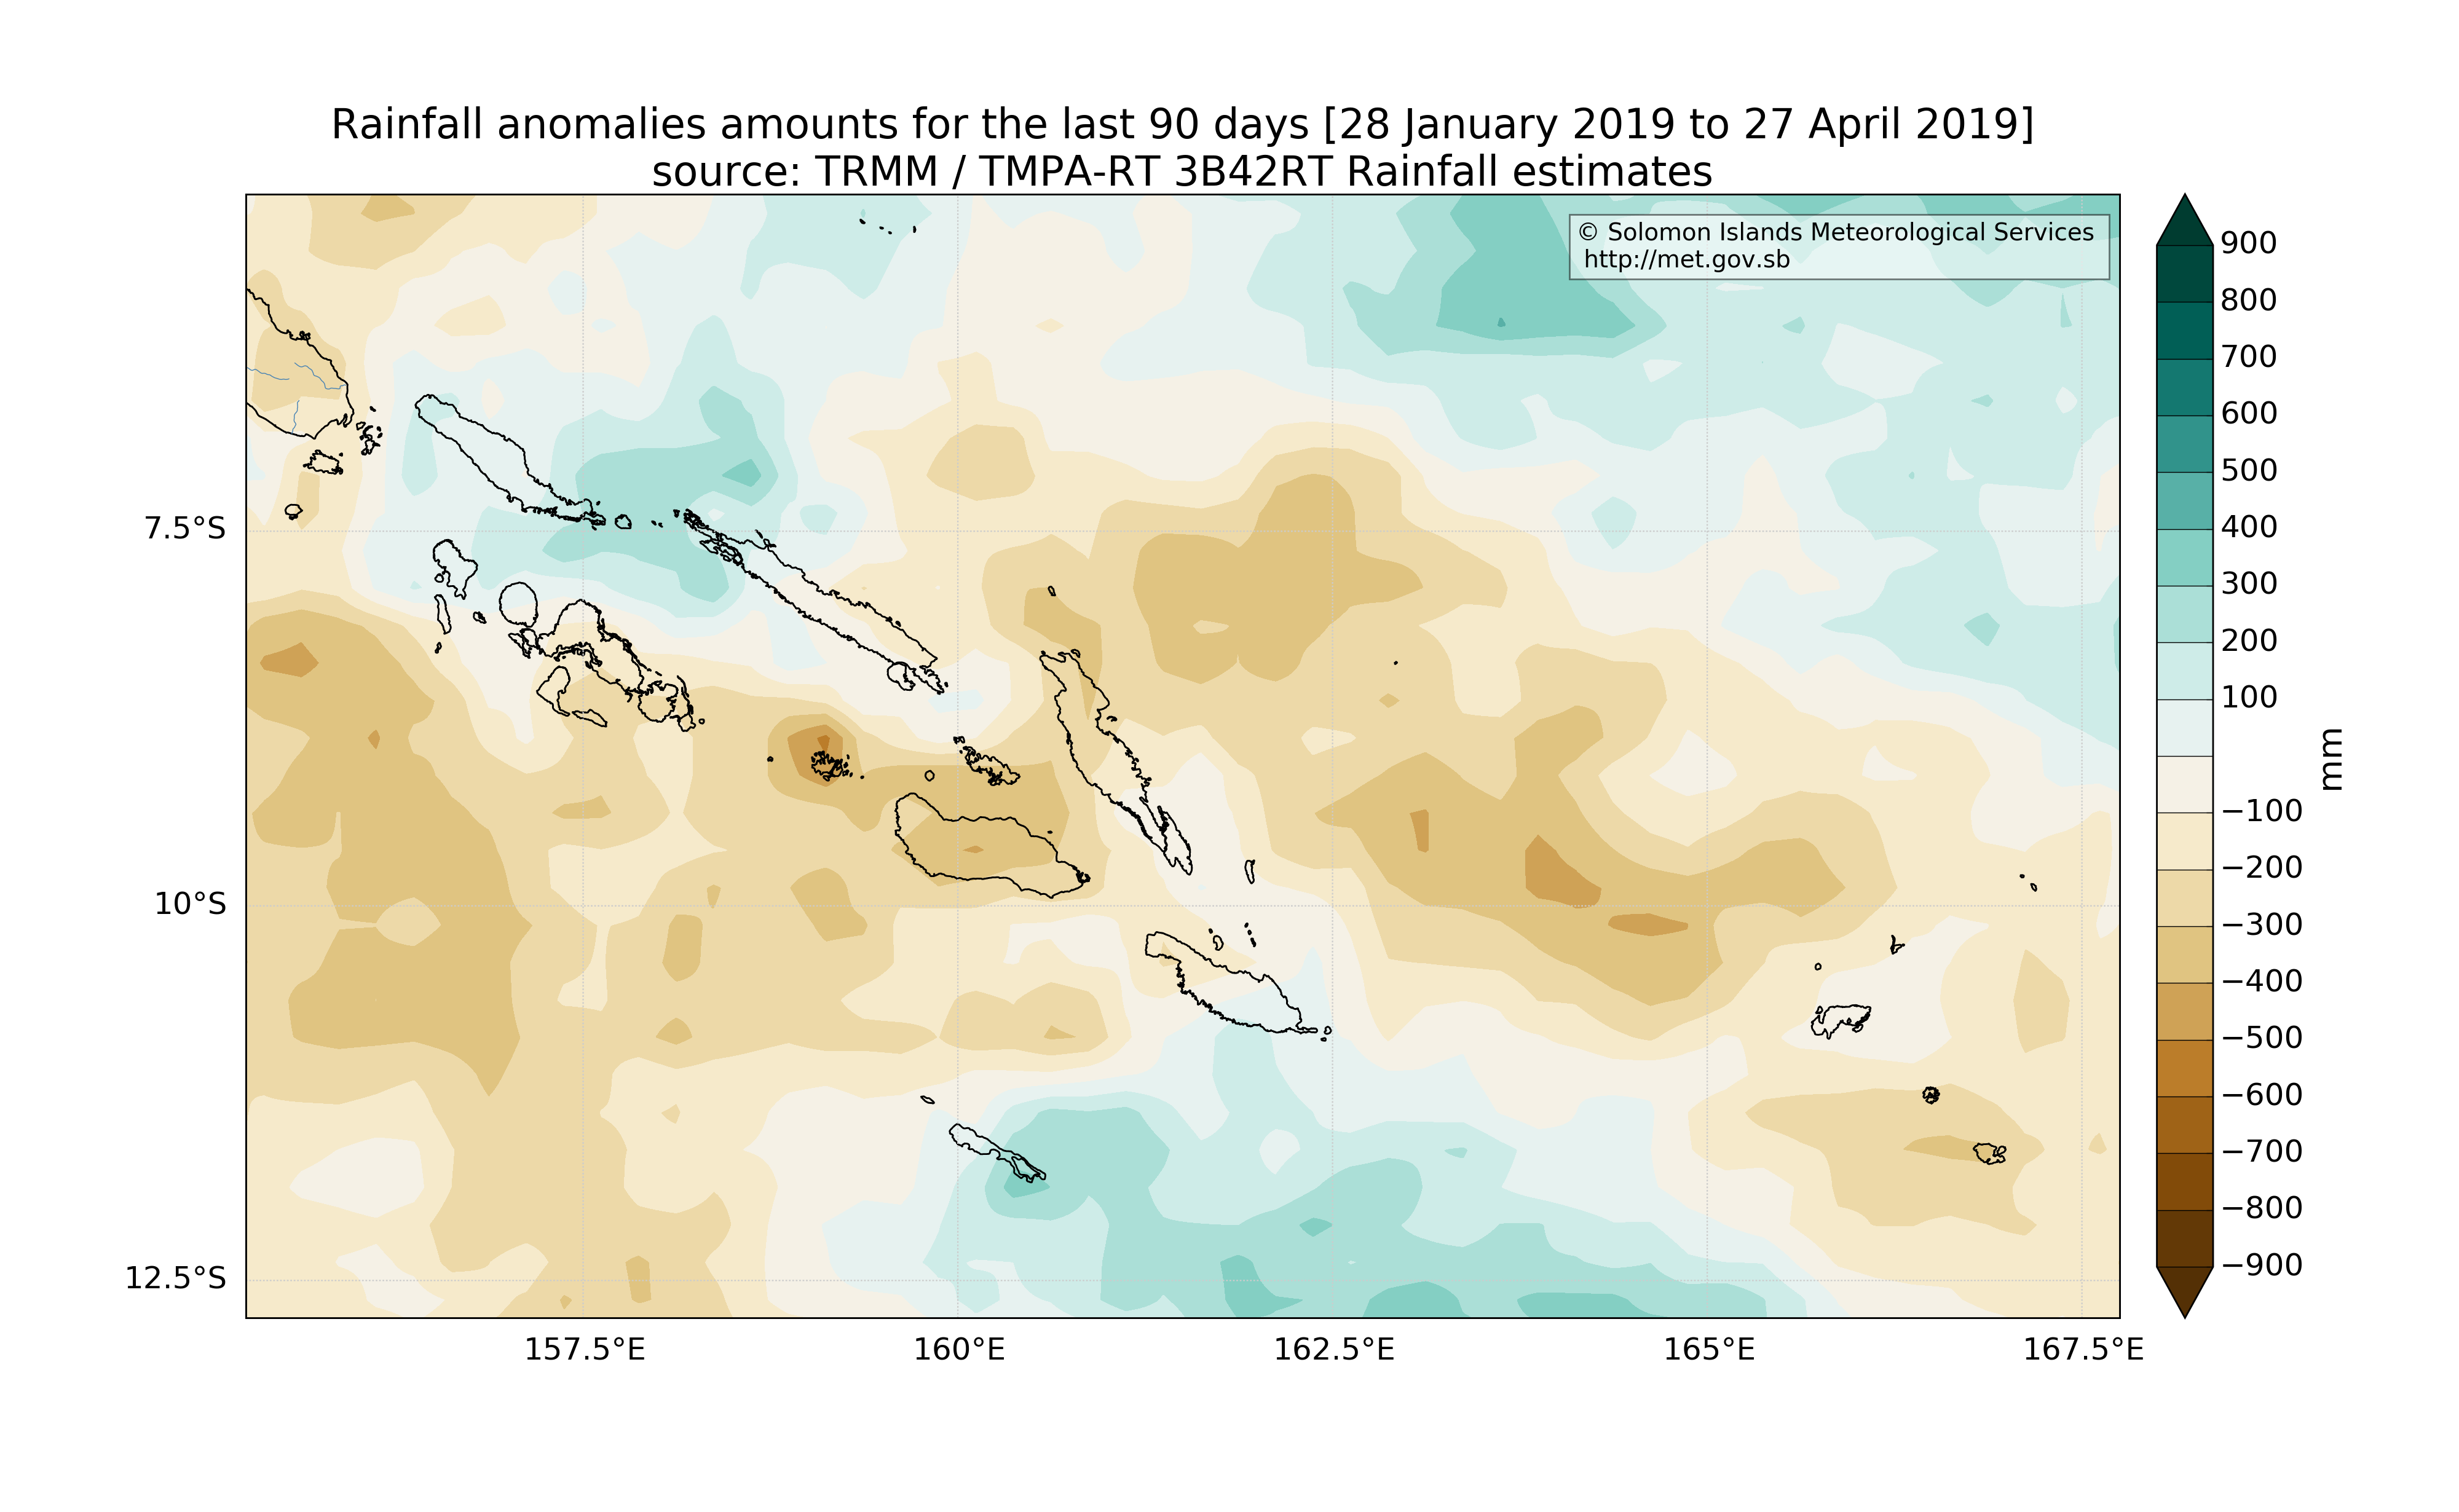 Rainfall anomalies amounts for the last 90 days [28 January 2019 to 27 April 2019]
source: TRMM / TMPA-RT 3B42RT Rainfall estimates
© Solomon Islands Meteorological Services
http://met.gov.sb
7.5°S
10°S
12.5°S
157.5°E
160°E
162.5°E
165°E
167.5°E
900
800
700
600
500
400
300
200
100
−100
−200
−300
−400
−500
−600
−700
−800
−900
mm